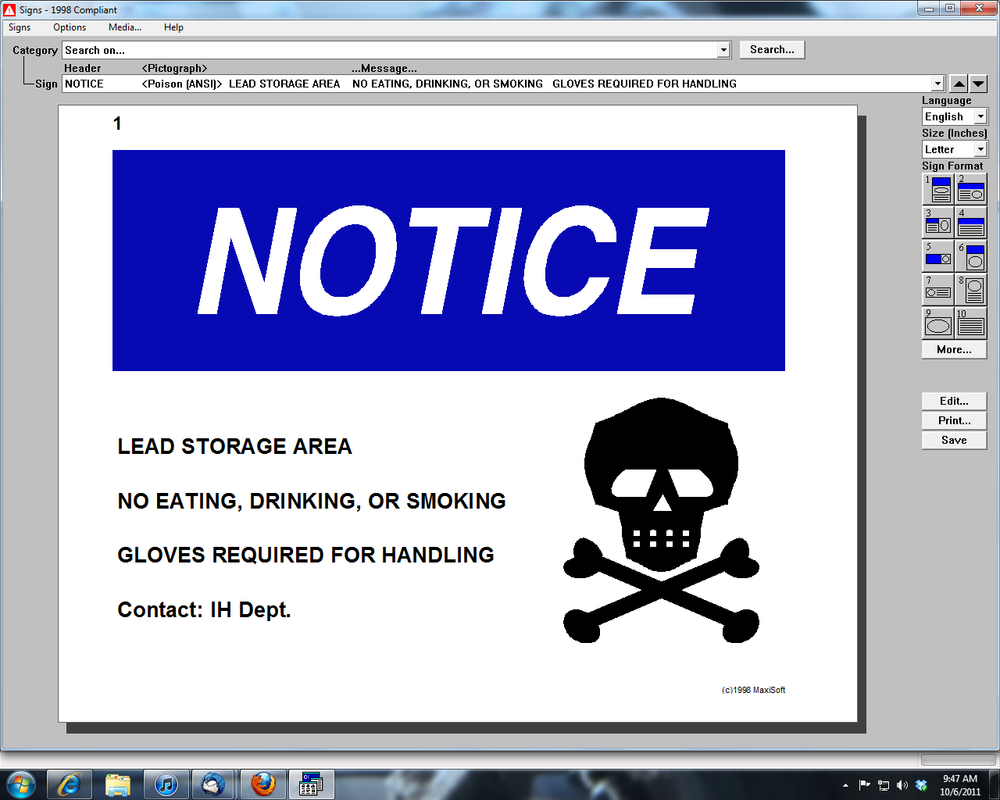 Signs - 1998 Compliant
Signs Options Media... Help
Category Search on... Search...
Header <Pictograph> ...Message...
Sign NOTICE <Poison (ANSI)> LEAD STORAGE AREA NO EATING, DRINKING, OR SMOKING GLOVES REQUIRED FOR HANDLING
Language
English
Size (Inches)
Letter
Sign Format
1 2
3 4
5 6
7 8
9 10
More...
Edit...
Print...
Save
1
NOTICE
LEAD STORAGE AREA
NO EATING, DRINKING, OR SMOKING
GLOVES REQUIRED FOR HANDLING
Contact: IH Dept.
(c)1998 MaxiSoft
9:47 AM
10/6/2011